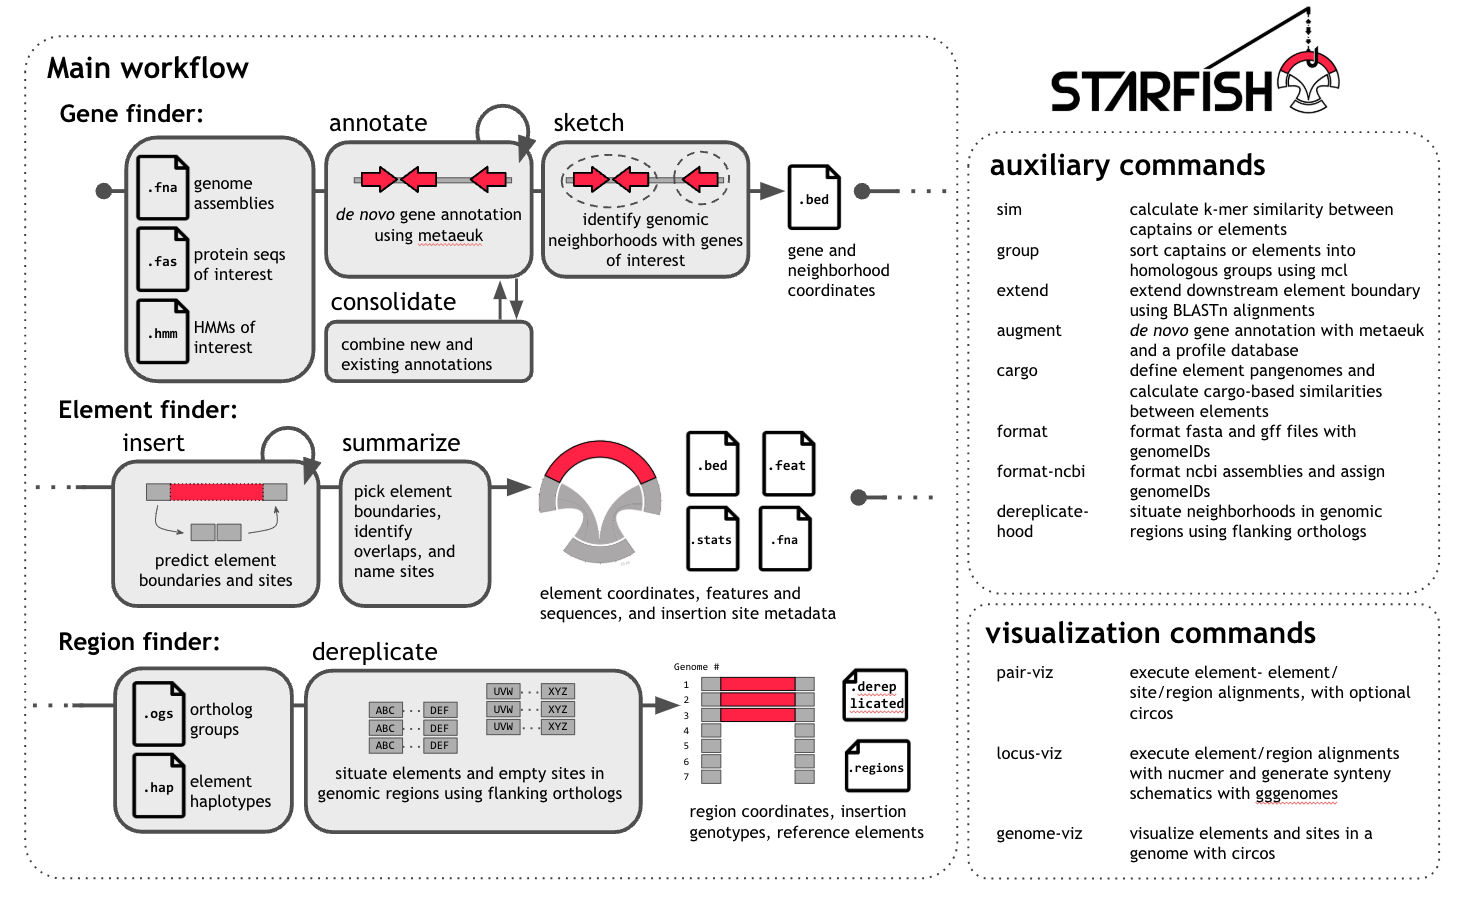 STARFISH
Main workflow
Gene finder:
.fna
genome
assemblies
.fas
protein seqs
of interest
.hmm
HMMs of
interest
annotate
de novo gene annotation
using metaeuk
consolidate
combine new and
existing annotations
sketch
identify genomic
neighborhoods with genes
of interest
.bed
gene and
neighborhood
coordinates
Element finder:
insert
predict element
boundaries and sites
summarize
pick element
boundaries,
identify
overlaps, and
name sites
.bed
.feat
.stats
.fna
element coordinates, features and
sequences, and insertion site metadata
Region finder:
.ogs
ortholog
groups
.hap
element
haplotypes
dereplicate
UVW XYZ
UVW XYZ
UVW XYZ
ABC DEF
ABC DEF
ABC DEF
situate elements and empty sites in
genomic regions using flanking orthologs
Genome #
1
2
3
4
5
6
7
.derep
licated
.regions
region coordinates, insertion
genotypes, reference elements
auxiliary commands
sim calculate k-mer similarity between
captains or elements
group sort captains or elements into
homologous groups using mcl
extend extend downstream element boundary
using BLASTn alignments
augment de novo gene annotation with metaeuk
and a profile database
cargo define element pangenomes and
calculate cargo-based similarities
between elements
format format fasta and gff files with
genomeIDs
format-ncbi format ncbi assemblies and assign
genomeIDs
dereplicate- situate neighborhoods in genomic
hood regions using flanking orthologs
visualization commands
pair-viz execute element- element/
site/region alignments, with optional
circos
locus-viz execute element/region alignments
with nucmer and generate synteny
schematics with gggenomes
genome-viz visualize elements and sites in a
genome with circos